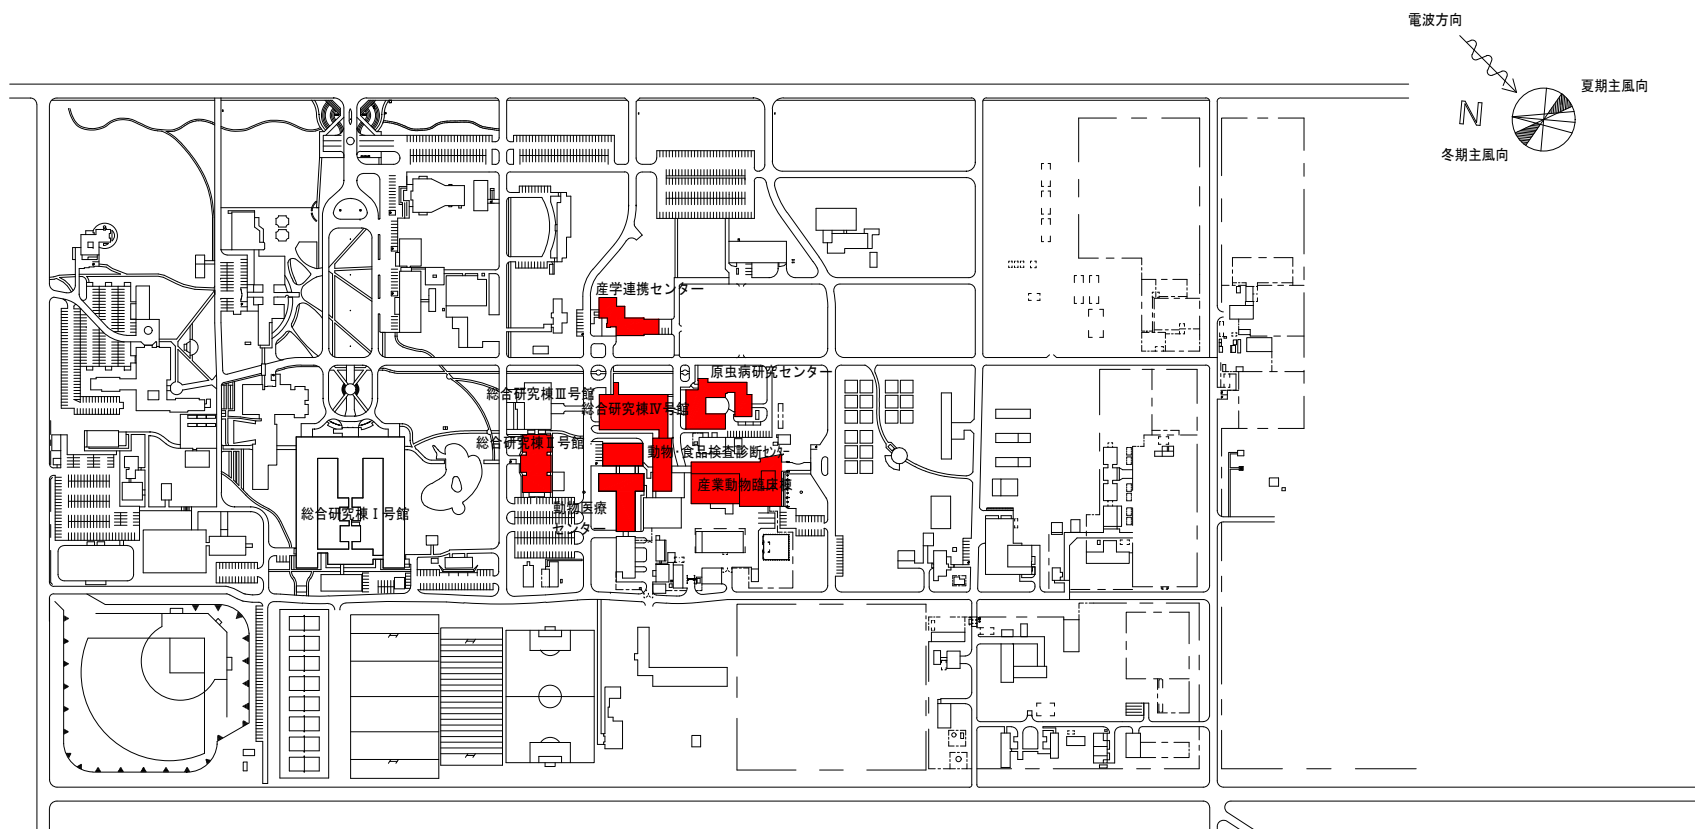 電波方向
夏期主風向
N
冬期主風向
産学連携センター
原虫病研究センター
総合研究棟Ⅲ号館
総合研究棟Ⅳ号館
総合研究棟Ⅱ号館
動物・食品検査診断センター
産業動物臨床棟
総合研究棟Ⅰ号館
動物医療
センター